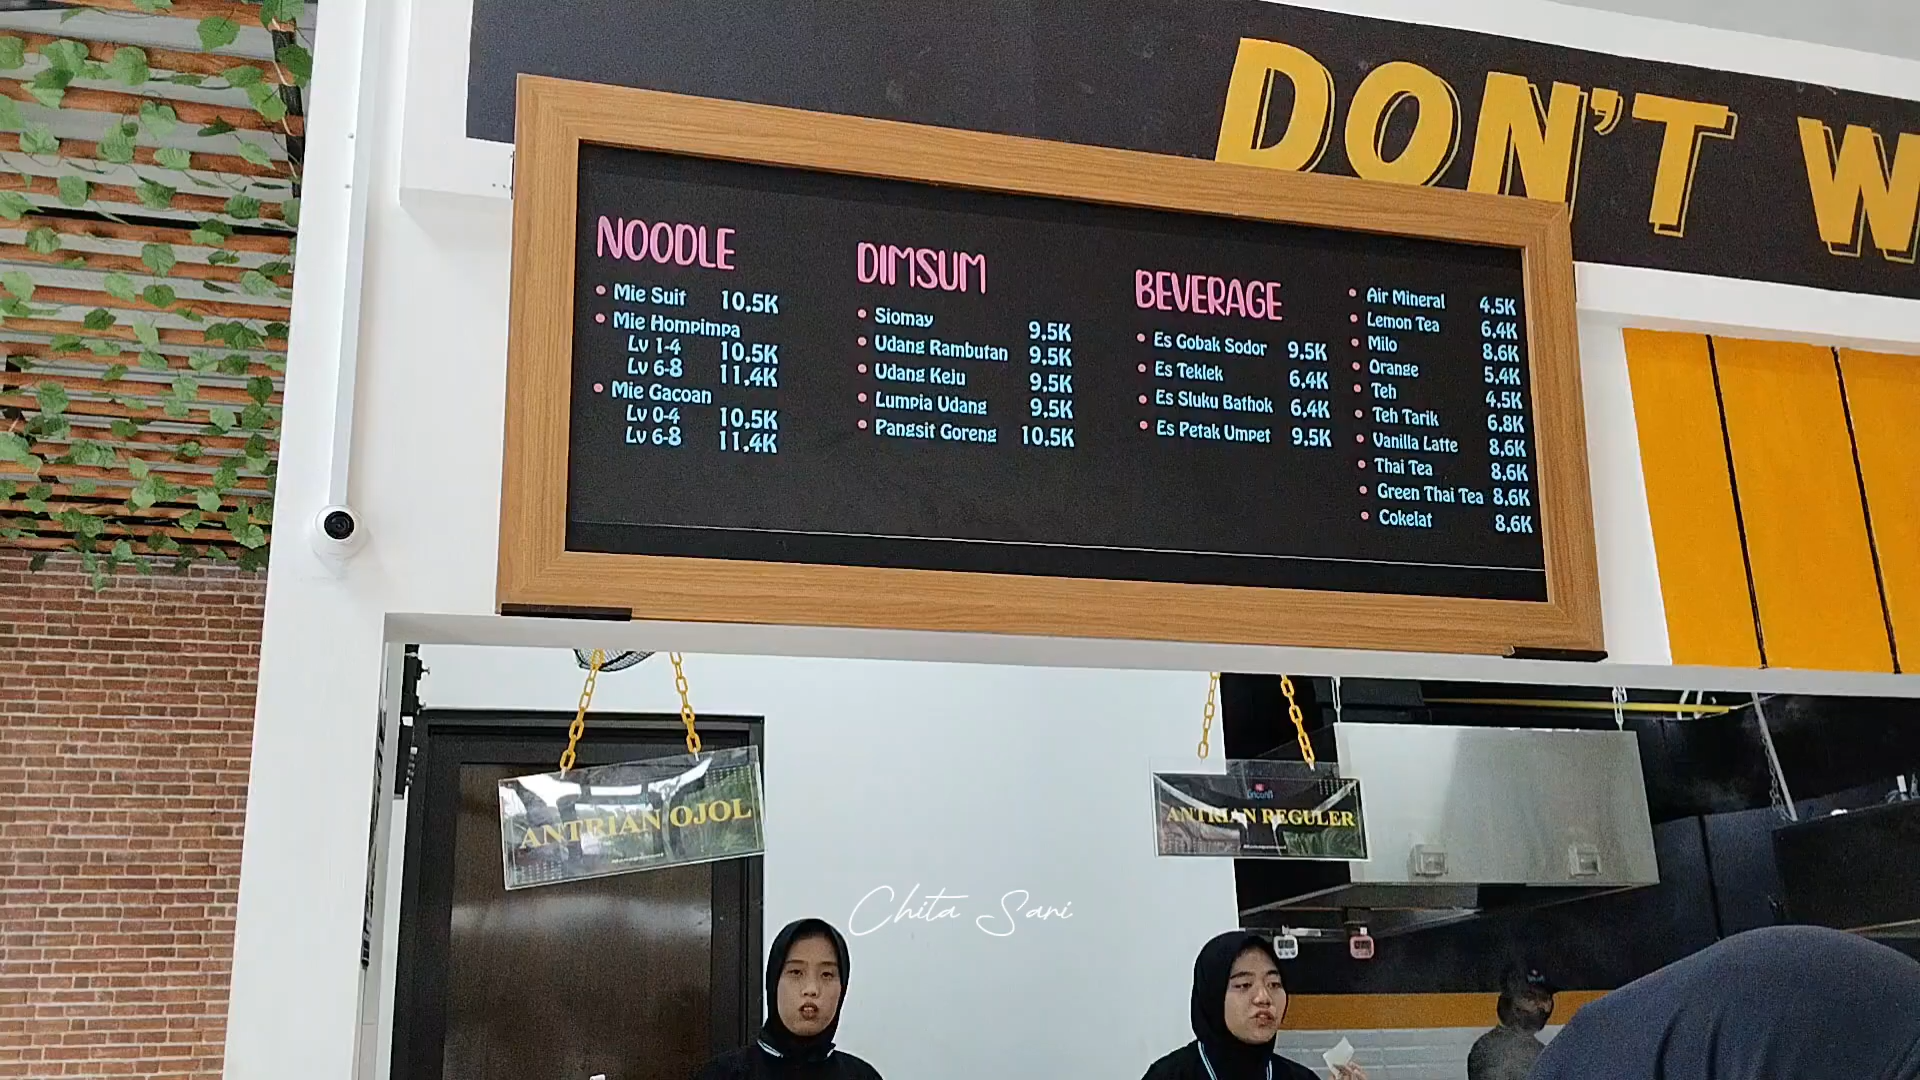 DON'T W
NOODLE
Mie Suit 10,5K
Mie Hompimpa
Lv 1-4 10,5K
Lv 6-8 11,4K
Mie Gacoan
Lv 0-4 10,5K
Lv 6-8 11,4K
DIMSUM
Siomay 9,5K
Udang Rambutan 9,5K
Udang Keju 9,5K
Lumpia Udang 9,5K
Pangsit Goreng 10,5K
BEVERAGE
Es Gobak Sodor 9,5K
Es Teklek 6,4K
Es Sluku Bathok 6,4K
Es Petak Umpet 9,5K
Air Mineral 4,5K
Lemon Tea 6,4K
Milo 8,6K
Orange 5,4K
Teh 4,5K
Teh Tarik 6,8K
Vanilla Latte 8,6K
Thai Tea 8,6K
Green Thai Tea 8,6K
Cokelat 8,6K
ANTRIAN OJOL
ANTRIAN REGULER
Chita Sani